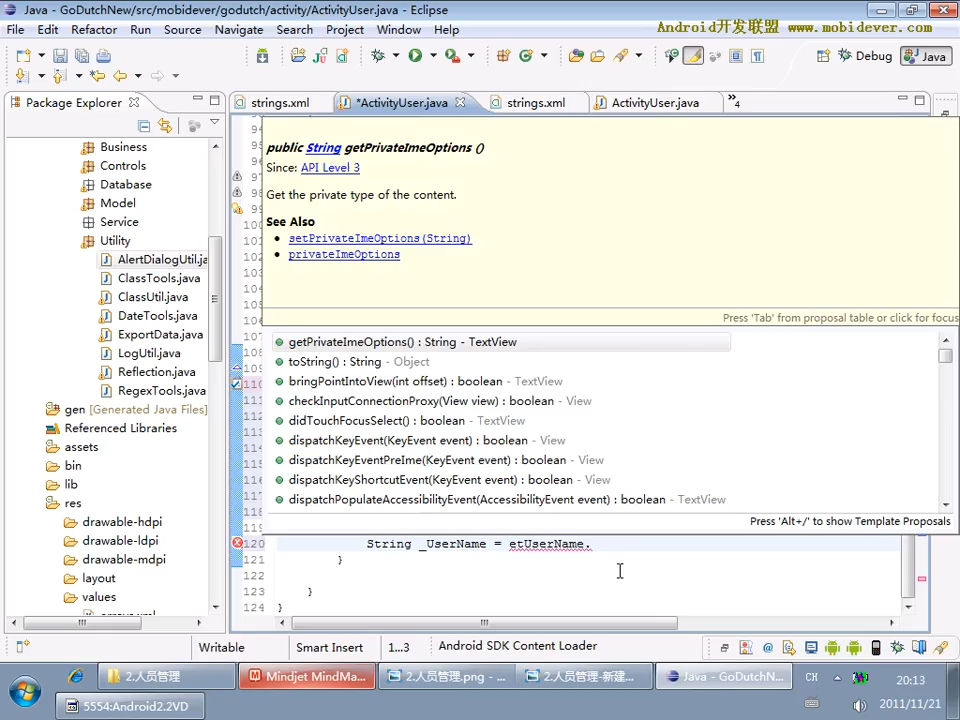 Java - GoDutchNew/src/mobidever/godutch/activity/ActivityUser.java - Eclipse
File Edit Refactor Run Source Navigate Search Project Window Help
Android开发联盟 www.mobidever.com
Debug Java
Package Explorer
strings.xml *ActivityUser.java strings.xml ActivityUser.java »4
Business
Controls
Database
Model
Service
Utility
AlertDialogUtil.ja
ClassTools.java
ClassUtil.java
DateTools.java
ExportData.java
LogUtil.java
Reflection.java
RegexTools.java
gen [Generated Java Files]
Referenced Libraries
assets
bin
lib
res
drawable-hdpi
drawable-ldpi
drawable-mdpi
layout
values
public String getPrivateImeOptions ()
Since: API Level 3
Get the private type of the content.
See Also
setPrivateImeOptions(String)
privateImeOptions
Press 'Tab' from proposal table or click for focus
getPrivateImeOptions() : String - TextView
toString() : String - Object
bringPointIntoView(int offset) : boolean - TextView
checkInputConnectionProxy(View view) : boolean - View
didTouchFocusSelect() : boolean - TextView
dispatchKeyEvent(KeyEvent event) : boolean - View
dispatchKeyEventPreIme(KeyEvent event) : boolean - View
dispatchKeyShortcutEvent(KeyEvent event) : boolean - View
dispatchPopulateAccessibilityEvent(AccessibilityEvent event) : boolean - TextView
Press 'Alt+/' to show Template Proposals
120 String _UserName = etUserName.
121 }
122
123 }
124 }
Writable Smart Insert 1...3 Android SDK Content Loader
2.人员管理 Mindjet MindMa... 2.人员管理.png - ... 2.人员管理-新建... Java - GoDutchN... CH 20:13
5554:Android2.2VD 2011/11/21